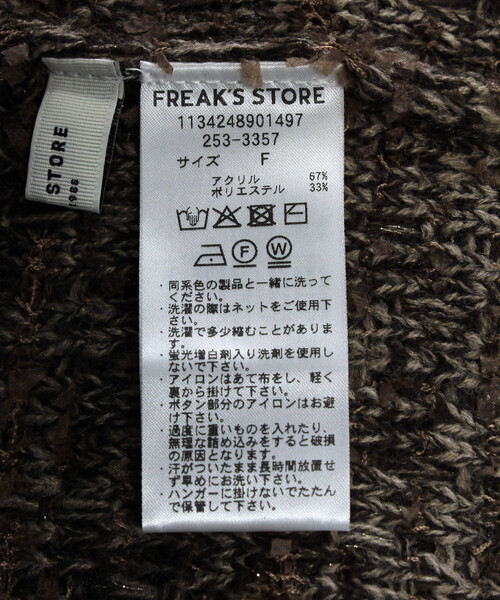 FREAK'S STORE
1134248901497
253-3357
サイズ F
アクリル 67%
ポリエステル 33%
F W
・同系色の製品と一緒に洗って
ください。
・洗濯の際はネットをご使用下
さい。
・洗濯で多少縮むことがありま
す。
・蛍光増白剤入り洗剤を使用し
ないで下さい。
・アイロンはあて布をし、軽く
裏から掛けて下さい。
・ボタン部分のアイロンはお避
け下さい。
・過度に重いものを入れたり、
無理な詰め込みをすると破損
の原因となります。
・汗がついたまま長時間放置せ
ず早めにお洗い下さい。
・ハンガーに掛けないでたたん
で保管して下さい。
STORE
1986